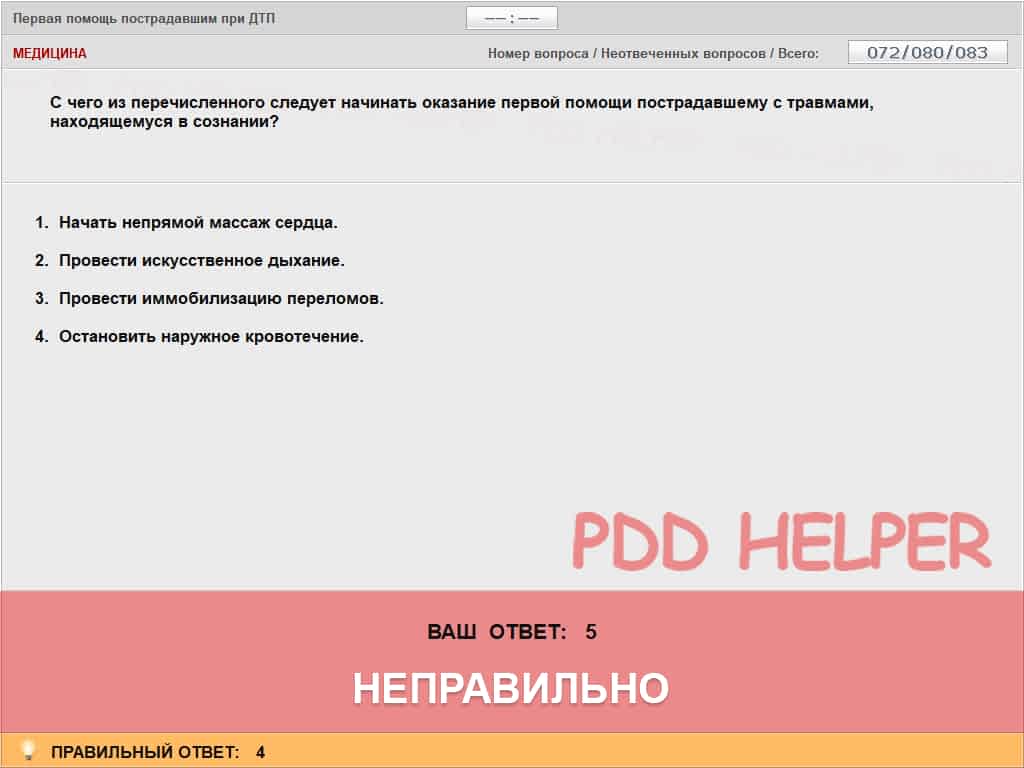 Первая помощь пострадавшим при ДТП
—— : ——
МЕДИЦИНА
Номер вопроса / Неотвеченных вопросов / Всего:
072/080/083
С чего из перечисленного следует начинать оказание первой помощи пострадавшему с травмами,
находящемуся в сознании?
1. Начать непрямой массаж сердца.
2. Провести искусственное дыхание.
3. Провести иммобилизацию переломов.
4. Остановить наружное кровотечение.
PDD HELPER
ВАШ ОТВЕТ: 5
НЕПРАВИЛЬНО
ПРАВИЛЬНЫЙ ОТВЕТ: 4